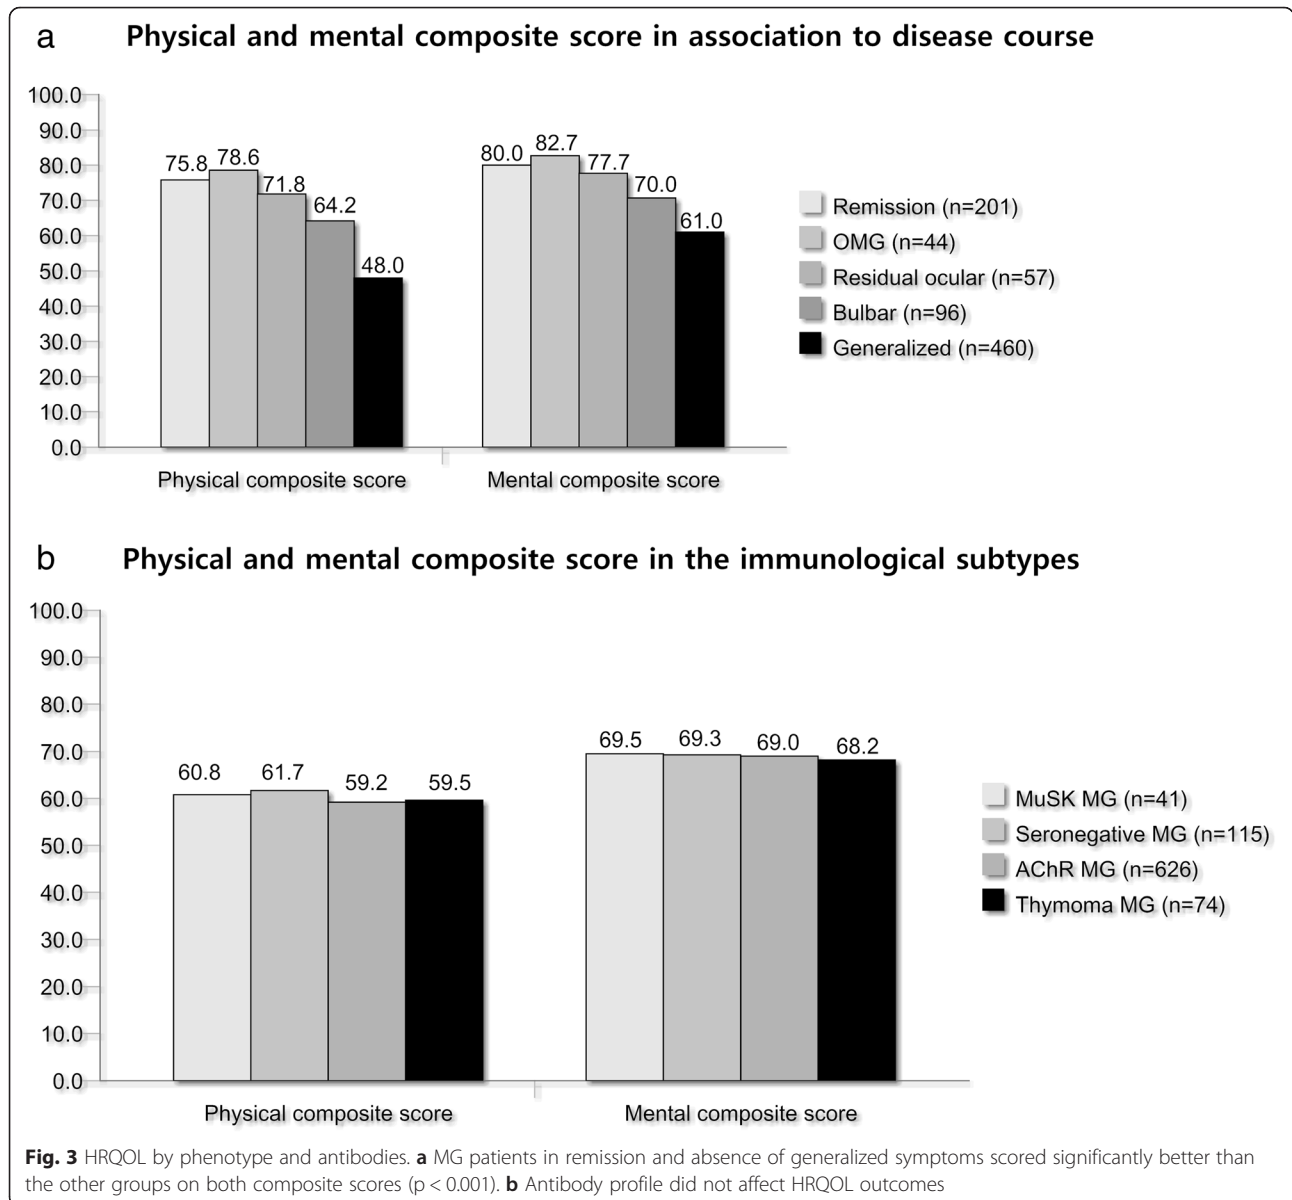 a Physical and mental composite score in association to disease course
100.0
90.0
80.0
70.0
60.0
50.0
40.0
30.0
20.0
10.0
0.0
75.8 78.6 71.8 64.2 48.0
80.0 82.7 77.7 70.0 61.0
Physical composite score Mental composite score
Remission (n=201)
OMG (n=44)
Residual ocular (n=57)
Bulbar (n=96)
Generalized (n=460)
b Physical and mental composite score in the immunological subtypes
100.0
90.0
80.0
70.0
60.0
50.0
40.0
30.0
20.0
10.0
0.0
60.8 61.7 59.2 59.5
69.5 69.3 69.0 68.2
Physical composite score Mental composite score
MuSK MG (n=41)
Seronegative MG (n=115)
AChR MG (n=626)
Thymoma MG (n=74)
Fig. 3 HRQOL by phenotype and antibodies. a MG patients in remission and absence of generalized symptoms scored significantly better than
the other groups on both composite scores (p < 0.001). b Antibody profile did not affect HRQOL outcomes